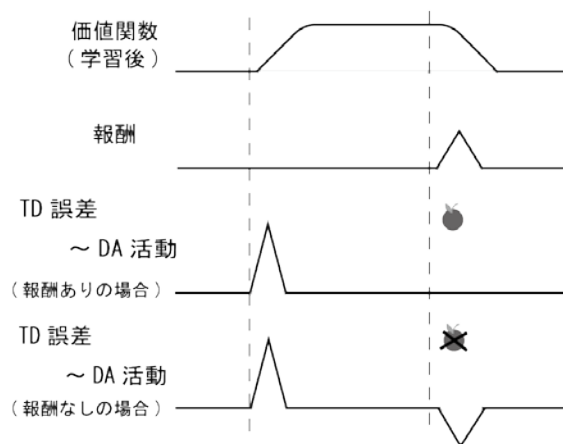 価値関数
( 学習後 )
報酬
TD 誤差
～ DA 活動
( 報酬ありの場合 )
TD 誤差
～ DA 活動
( 報酬なしの場合 )